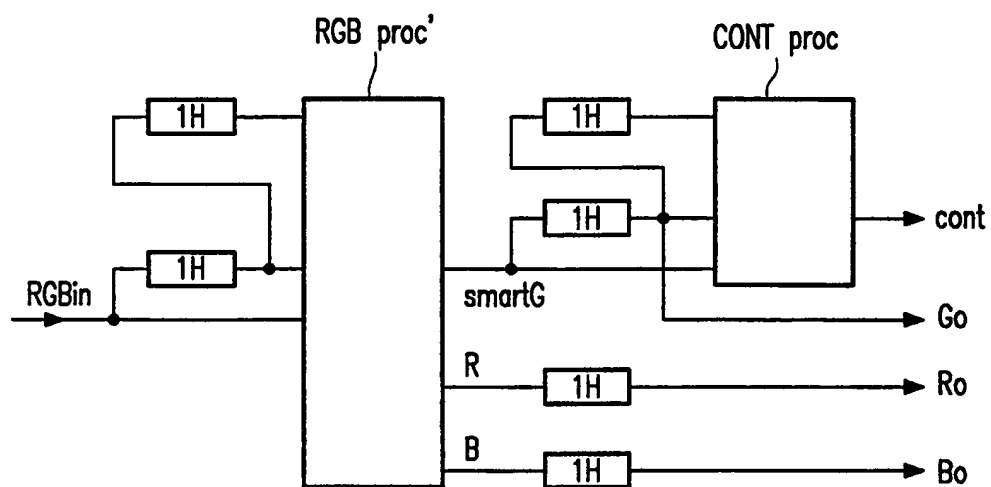 RGB proc'
CONT proc
1H
1H
1H
1H
cont
1H
RGBin
smartG
Go
R
1H
Ro
B
1H
Bo